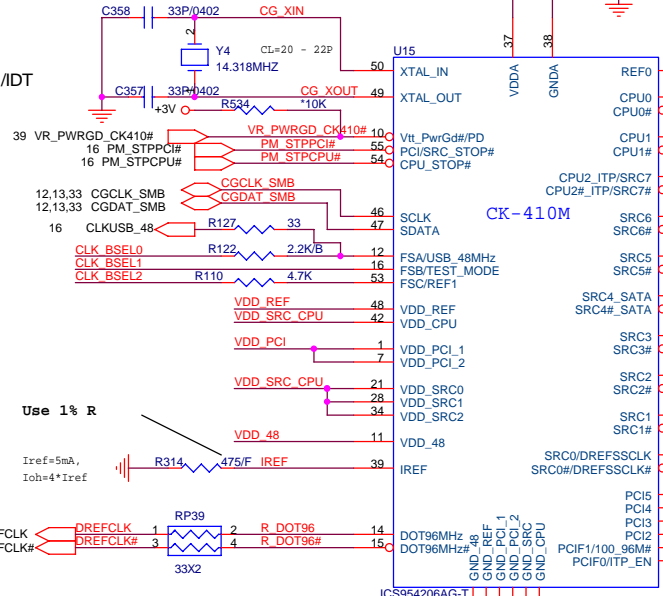 C358 33P/0402 CG_XIN
37 38
2 Y4 CL=20 - 22P U15
14.318MHZ
VDDA GNDA
/IDT
50 XTAL_IN REF0
C357 33P/0402 CG_XOUT 49 XTAL_OUT CPU0
+3V R534 *10K CPU0#
39 VR_PWRGD_CK410# VR_PWRGD_CK410# 10 Vtt_PwrGd#/PD CPU1
16 PM_STPPCI# PM_STPPCI# 55 PCI/SRC_STOP# CPU1#
16 PM_STPCPU# PM_STPCPU# 54 CPU_STOP#
CPU2_ITP/SRC7
CPU2#_ITP/SRC7#
12,13,33 CGCLK_SMB CGCLK_SMB
12,13,33 CGDAT_SMB CGDAT_SMB
46 SCLK CK-410M SRC6
16 CLKUSB_48 R127 33 47 SDATA SRC6#
CLK_BSEL0 R122 2.2K/B 12 FSA/USB_48MHz SRC5
CLK_BSEL1 16 FSB/TEST_MODE SRC5#
CLK_BSEL2 R110 4.7K 53 FSC/REF1
SRC4_SATA
VDD_REF 48 VDD_REF SRC4#_SATA
VDD_SRC_CPU 42 VDD_CPU
SRC3
VDD_PCI 1 VDD_PCI_1 SRC3#
7 VDD_PCI_2
SRC2
VDD_SRC_CPU 21 VDD_SRC0 SRC2#
28 VDD_SRC1
34 VDD_SRC2 SRC1
Use 1% R SRC1#
VDD_48 11 VDD_48
SRC0/DREFSSCLK
Iref=5mA, R314 475/F IREF 39 IREF SRC0#/DREFSSCLK#
Ioh=4*Iref
PCI5
PCI4
RP39 PCI3
FCLK DREFCLK 1 2 R_DOT96 14 DOT96MHz PCI2
FCLK# DREFCLK# 3 4 R_DOT96# 15 DOT96MHz# PCIF1/100_96M#
PCIF0/ITP_EN
33X2
GND_48 GND_REF GND_PCI_1 GND_PCI_2 GND_SRC GND_CPU
ICS954206AG-T